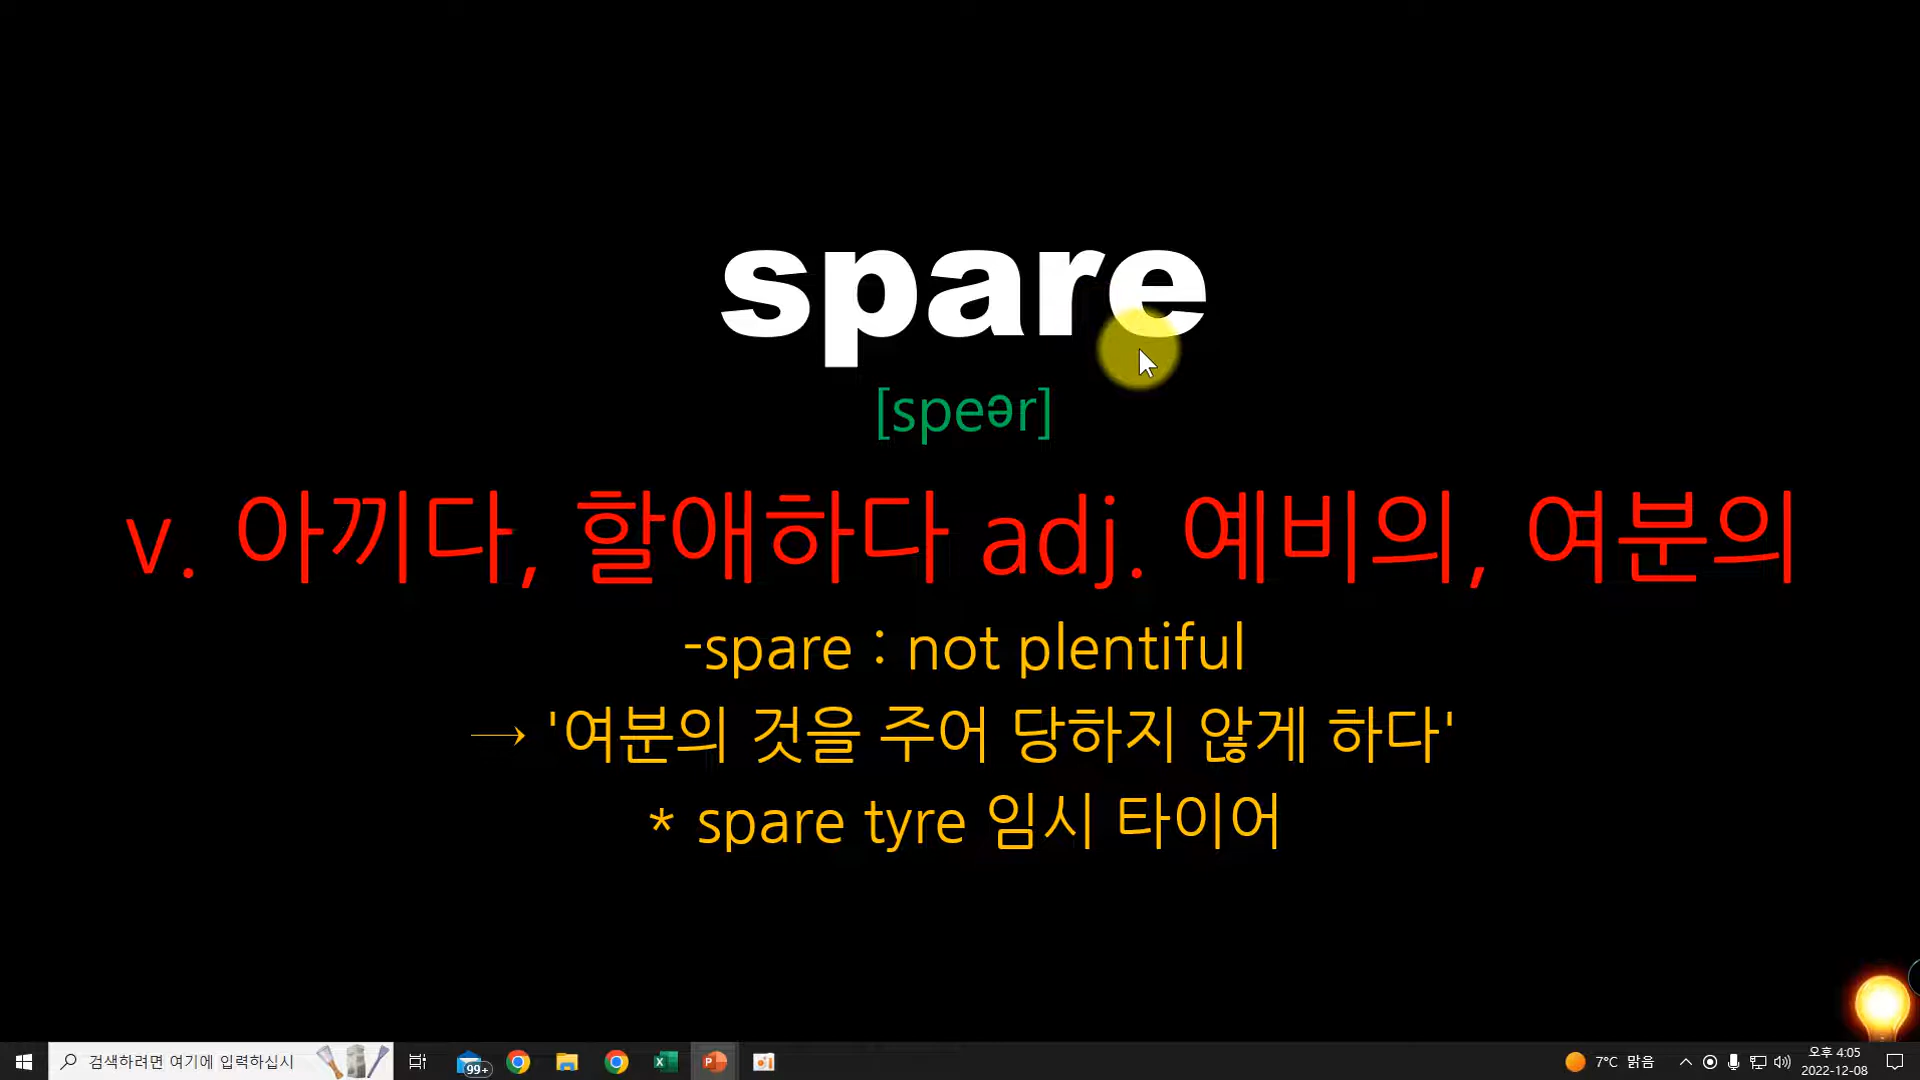 spare
[speər]
v. 아끼다, 할애하다 adj. 예비의, 여분의
-spare : not plentiful
→ '여분의 것을 주어 당하지 않게 하다'
* spare tyre 임시 타이어
검색하려면 여기에 입력하십시
99+
7°C 맑음
오후 4:05
2022-12-08